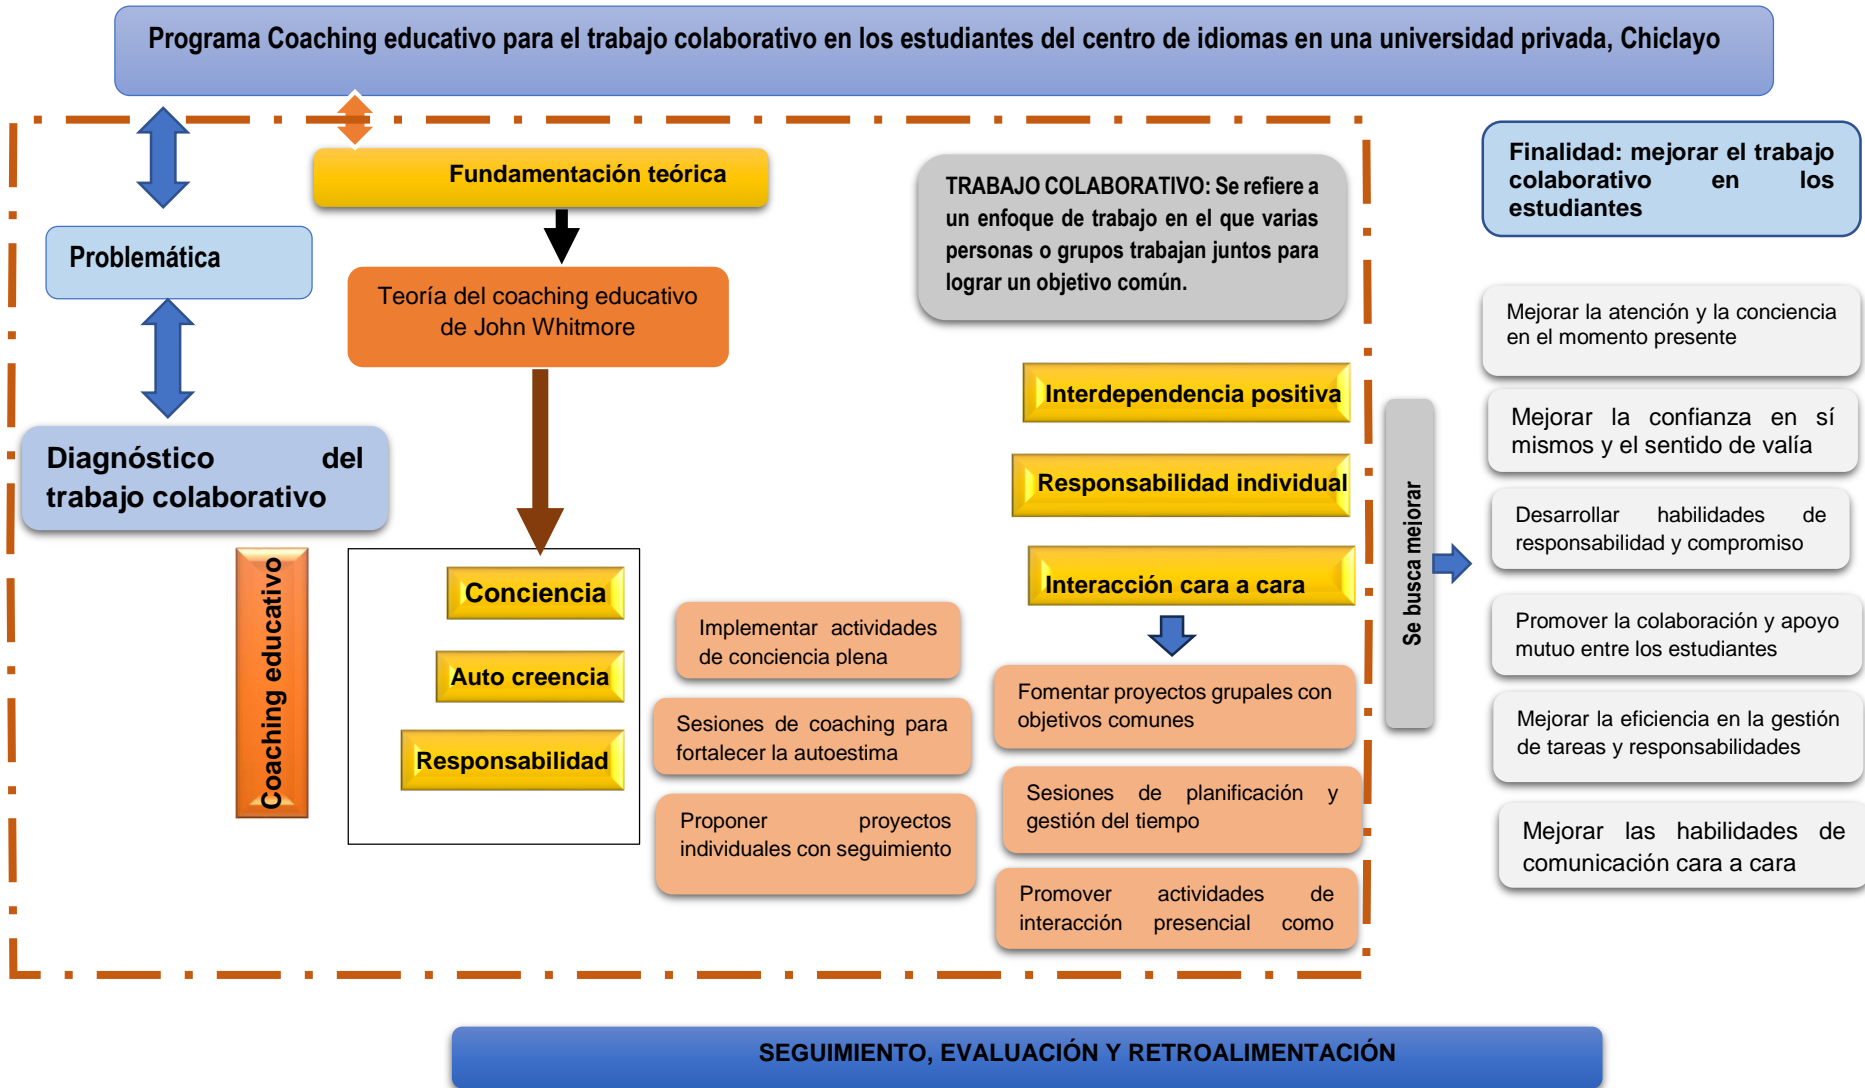 Programa Coaching educativo para el trabajo colaborativo en los estudiantes del centro de idiomas en una universidad privada, Chiclayo
Fundamentación teórica
Problemática
Teoría del coaching educativo
de John Whitmore
Diagnóstico del
trabajo colaborativo
Coaching educativo
Conciencia
Auto creencia
Responsabilidad
Implementar actividades
de conciencia plena
Sesiones de coaching para
fortalecer la autoestima
Proponer proyectos
individuales con seguimiento
TRABAJO COLABORATIVO: Se refiere a
un enfoque de trabajo en el que varias
personas o grupos trabajan juntos para
lograr un objetivo común.
Interdependencia positiva
Responsabilidad individual
Interacción cara a cara
Fomentar proyectos grupales con
objetivos comunes
Sesiones de planificación y
gestión del tiempo
Promover actividades de
interacción presencial como
Se busca mejorar
Finalidad: mejorar el trabajo
colaborativo en los
estudiantes
Mejorar la atención y la conciencia
en el momento presente
Mejorar la confianza en sí
mismos y el sentido de valía
Desarrollar habilidades de
responsabilidad y compromiso
Promover la colaboración y apoyo
mutuo entre los estudiantes
Mejorar la eficiencia en la gestión
de tareas y responsabilidades
Mejorar las habilidades de
comunicación cara a cara
SEGUIMIENTO, EVALUACIÓN Y RETROALIMENTACIÓN